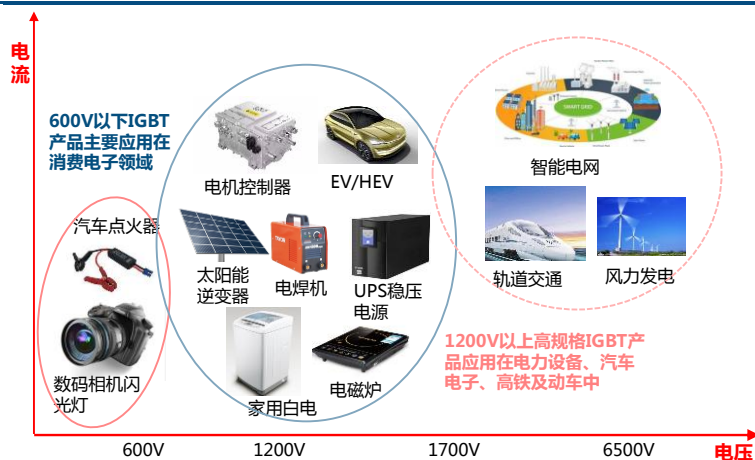 电
流
600V以下IGBT
产品主要应用在
消费电子领域
汽车点火器
数码相机闪
光灯
电机控制器
EV/HEV
太阳能
逆变器
电焊机
UPS稳压
电源
家用白电
电磁炉
SMART GRID
智能电网
轨道交通
风力发电
1200V以上高规格IGBT产
品应用在电力设备、汽车
电子、高铁及动车中
600V
1200V
1700V
6500V
电压